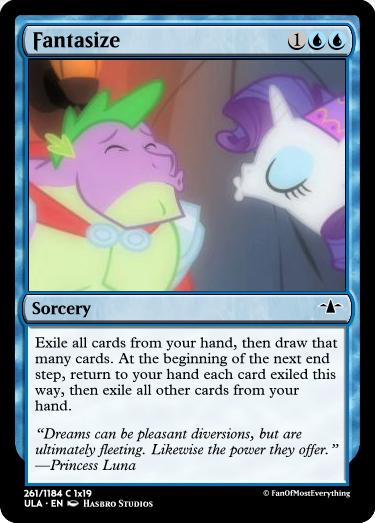 Fantasize 1
Sorcery
Exile all cards from your hand, then draw that
many cards. At the beginning of the next end
step, return to your hand each card exiled this
way, then exile all other cards from your
hand.
“Dreams can be pleasant diversions, but are
ultimately fleeting. Likewise the power they offer.”
—Princess Luna
261/1184 C 1x19
ULA • EN Hasbro Studios © FanOfMostEverything